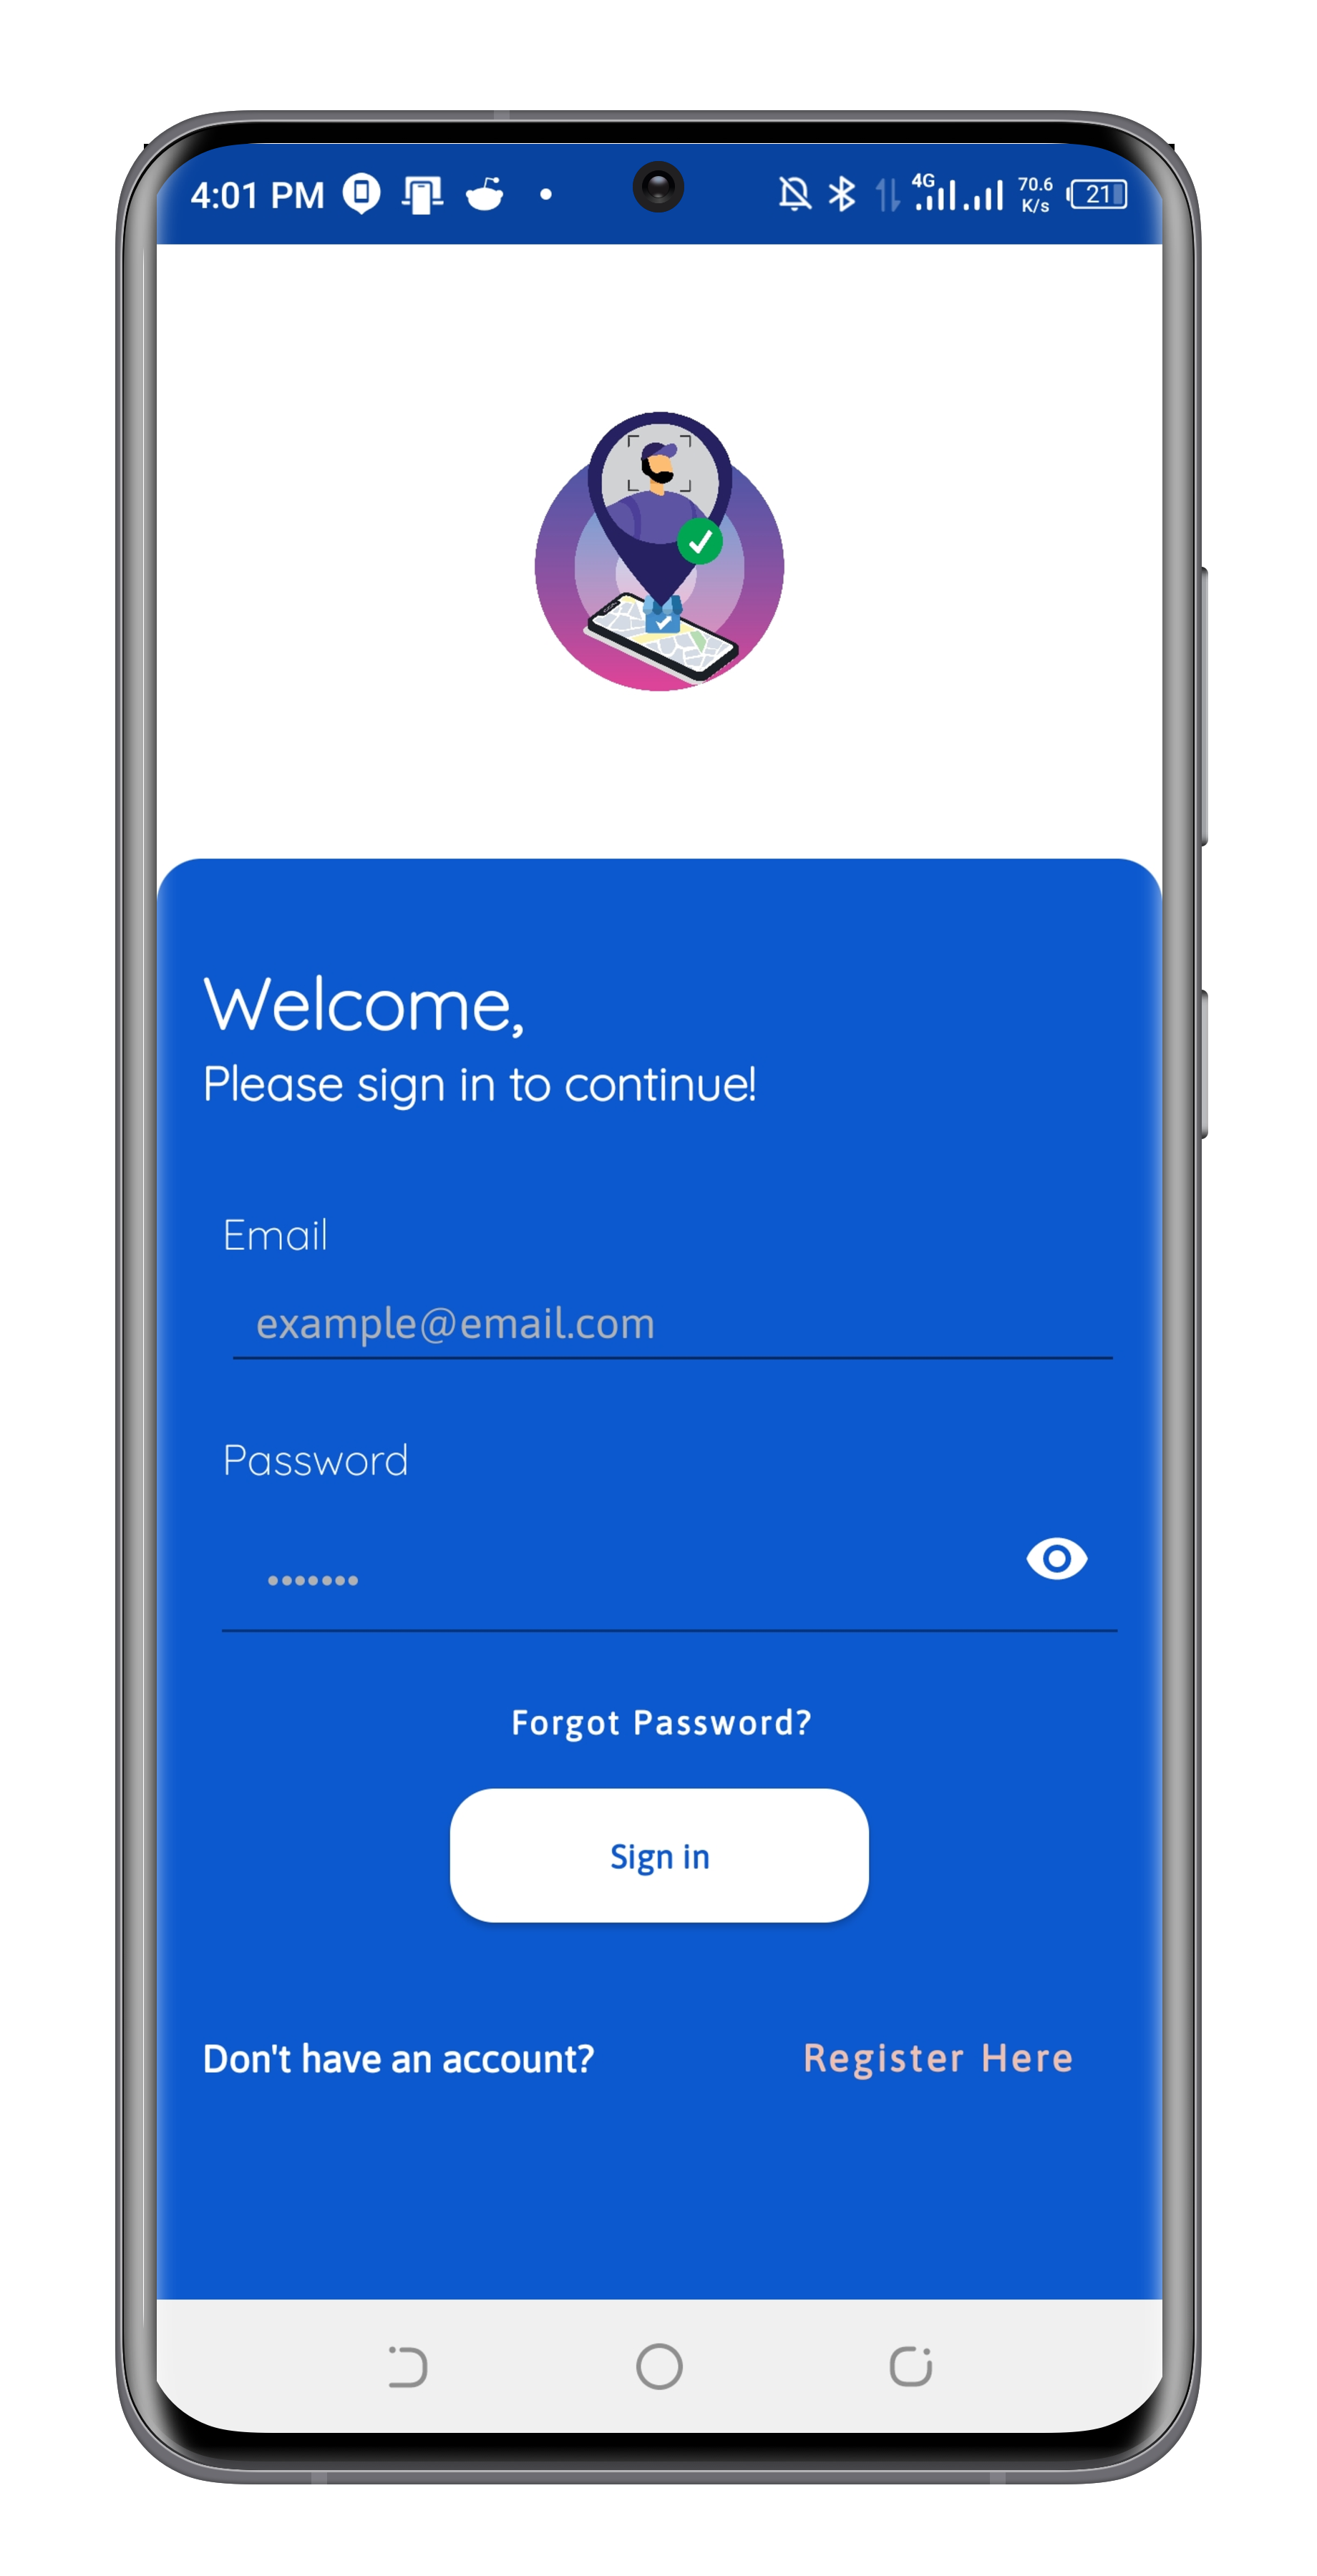 4:01 PM 4G 70.6 K/s 21
Welcome,
Please sign in to continue!
Email
example@email.com
Password
•••••••
Forgot Password?
Sign in
Don't have an account? Register Here